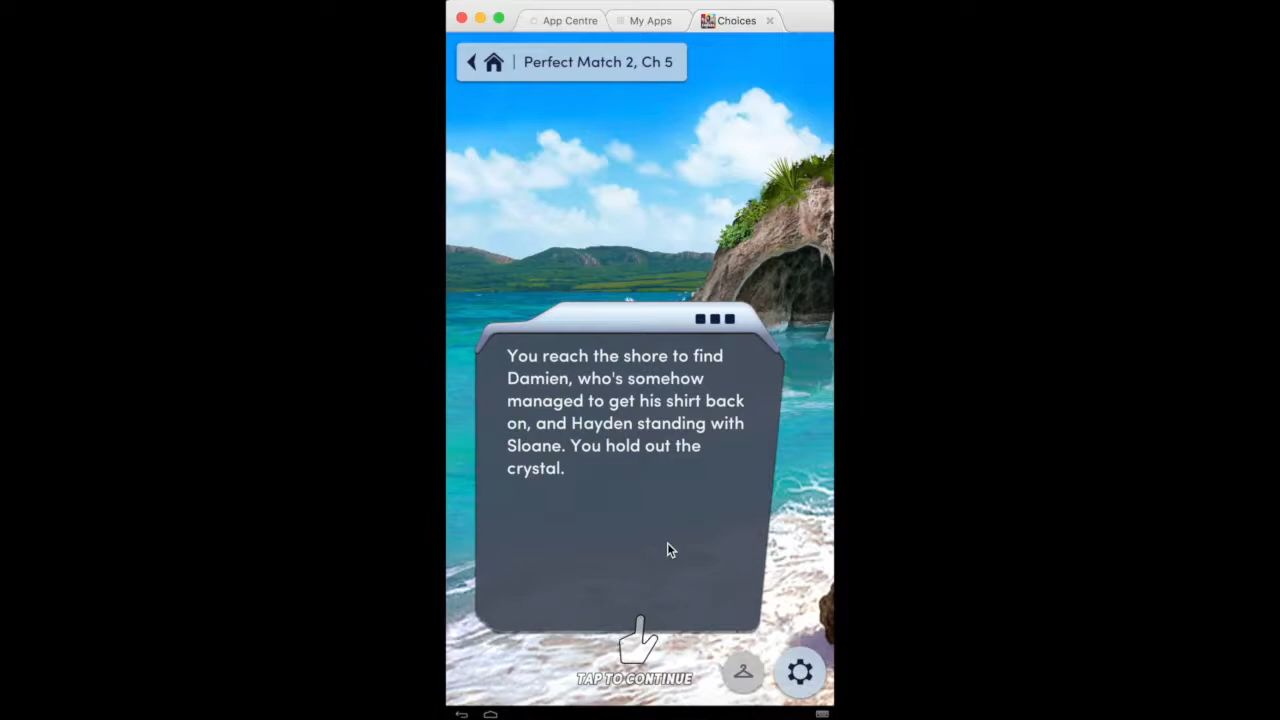 App Centre
My Apps
Choices
Perfect Match 2, Ch 5
You reach the shore to find
Damien, who's somehow
managed to get his shirt back
on, and Hayden standing with
Sloane. You hold out the
crystal.
TAP TO CONTINUE